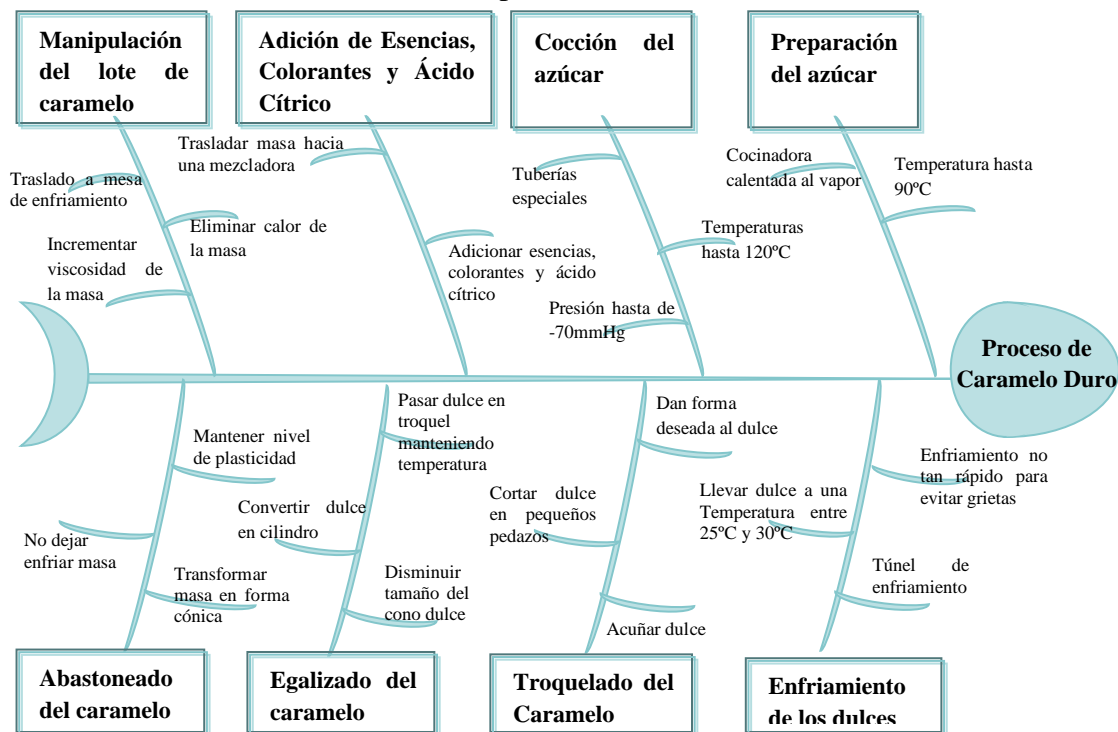 Manipulación
del lote de
caramelo
Adición de Esencias,
Colorantes y Ácido
Cítrico
Cocción del
azúcar
Preparación
del azúcar
Traslado a mesa
de enfriamiento
Eliminar calor de
la masa
Incrementar
viscosidad de
la masa
Trasladar masa hacia
una mezcladora
Adicionar esencias,
colorantes y ácido
cítrico
Tuberías
especiales
Temperaturas
hasta 120ºC
Presión hasta de
-70mmHg
Cocinadora
calentada al vapor
Temperatura hasta
90ºC
Proceso de
Caramelo Duro
Mantener nivel
de plasticidad
No dejar
enfriar masa
Transformar
masa en forma
cónica
Pasar dulce en
troquel
manteniendo
temperatura
Convertir dulce
en cilindro
Disminuir
tamaño del
cono dulce
Dan forma
deseada al dulce
Cortar dulce
en pequeños
pedazos
Acuñar dulce
Enfriamiento no
tan rápido para
evitar grietas
Llevar dulce a una
Temperatura entre
25ºC y 30ºC
Túnel de
enfriamiento
Abastoneado
del caramelo
Egalizado del
caramelo
Troquelado del
Caramelo
Enfriamiento
de los dulces